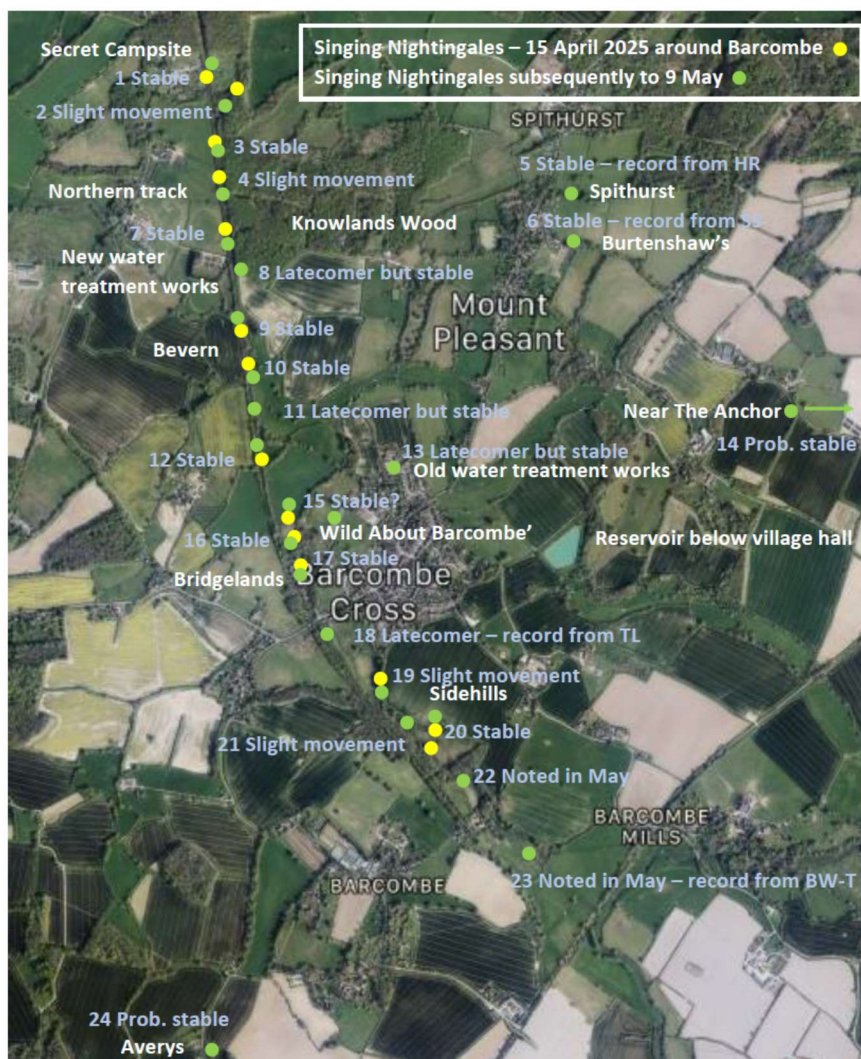 Singing Nightingales – 15 April 2025 around Barcombe
Singing Nightingales subsequently to 9 May
Secret Campsite
1 Stable
2 Slight movement
SPITHURST
3 Stable
5 Stable – record from HR
4 Slight movement
Northern track
Spithurst
Knowlands Wood
6 Stable – record from SS
7 Stable
Burtenshaw's
New water
treatment works
8 Latecomer but stable
Mount
Pleasant
9 Stable
Bevern
10 Stable
11 Latecomer but stable
Near The Anchor
14 Prob. stable
13 Latecomer but stable
12 Stable
Old water treatment works
15 Stable?
Wild About Barcombe'
16 Stable
Reservoir below village hall
17 Stable
Bridgelands
Barcombe
Cross
18 Latecomer – record from TL
19 Slight movement
Sidehills
20 Stable
21 Slight movement
22 Noted in May
BARCOMBE
MILLS
23 Noted in May – record from BW-T
BARCOMBE
24 Prob. stable
Averys